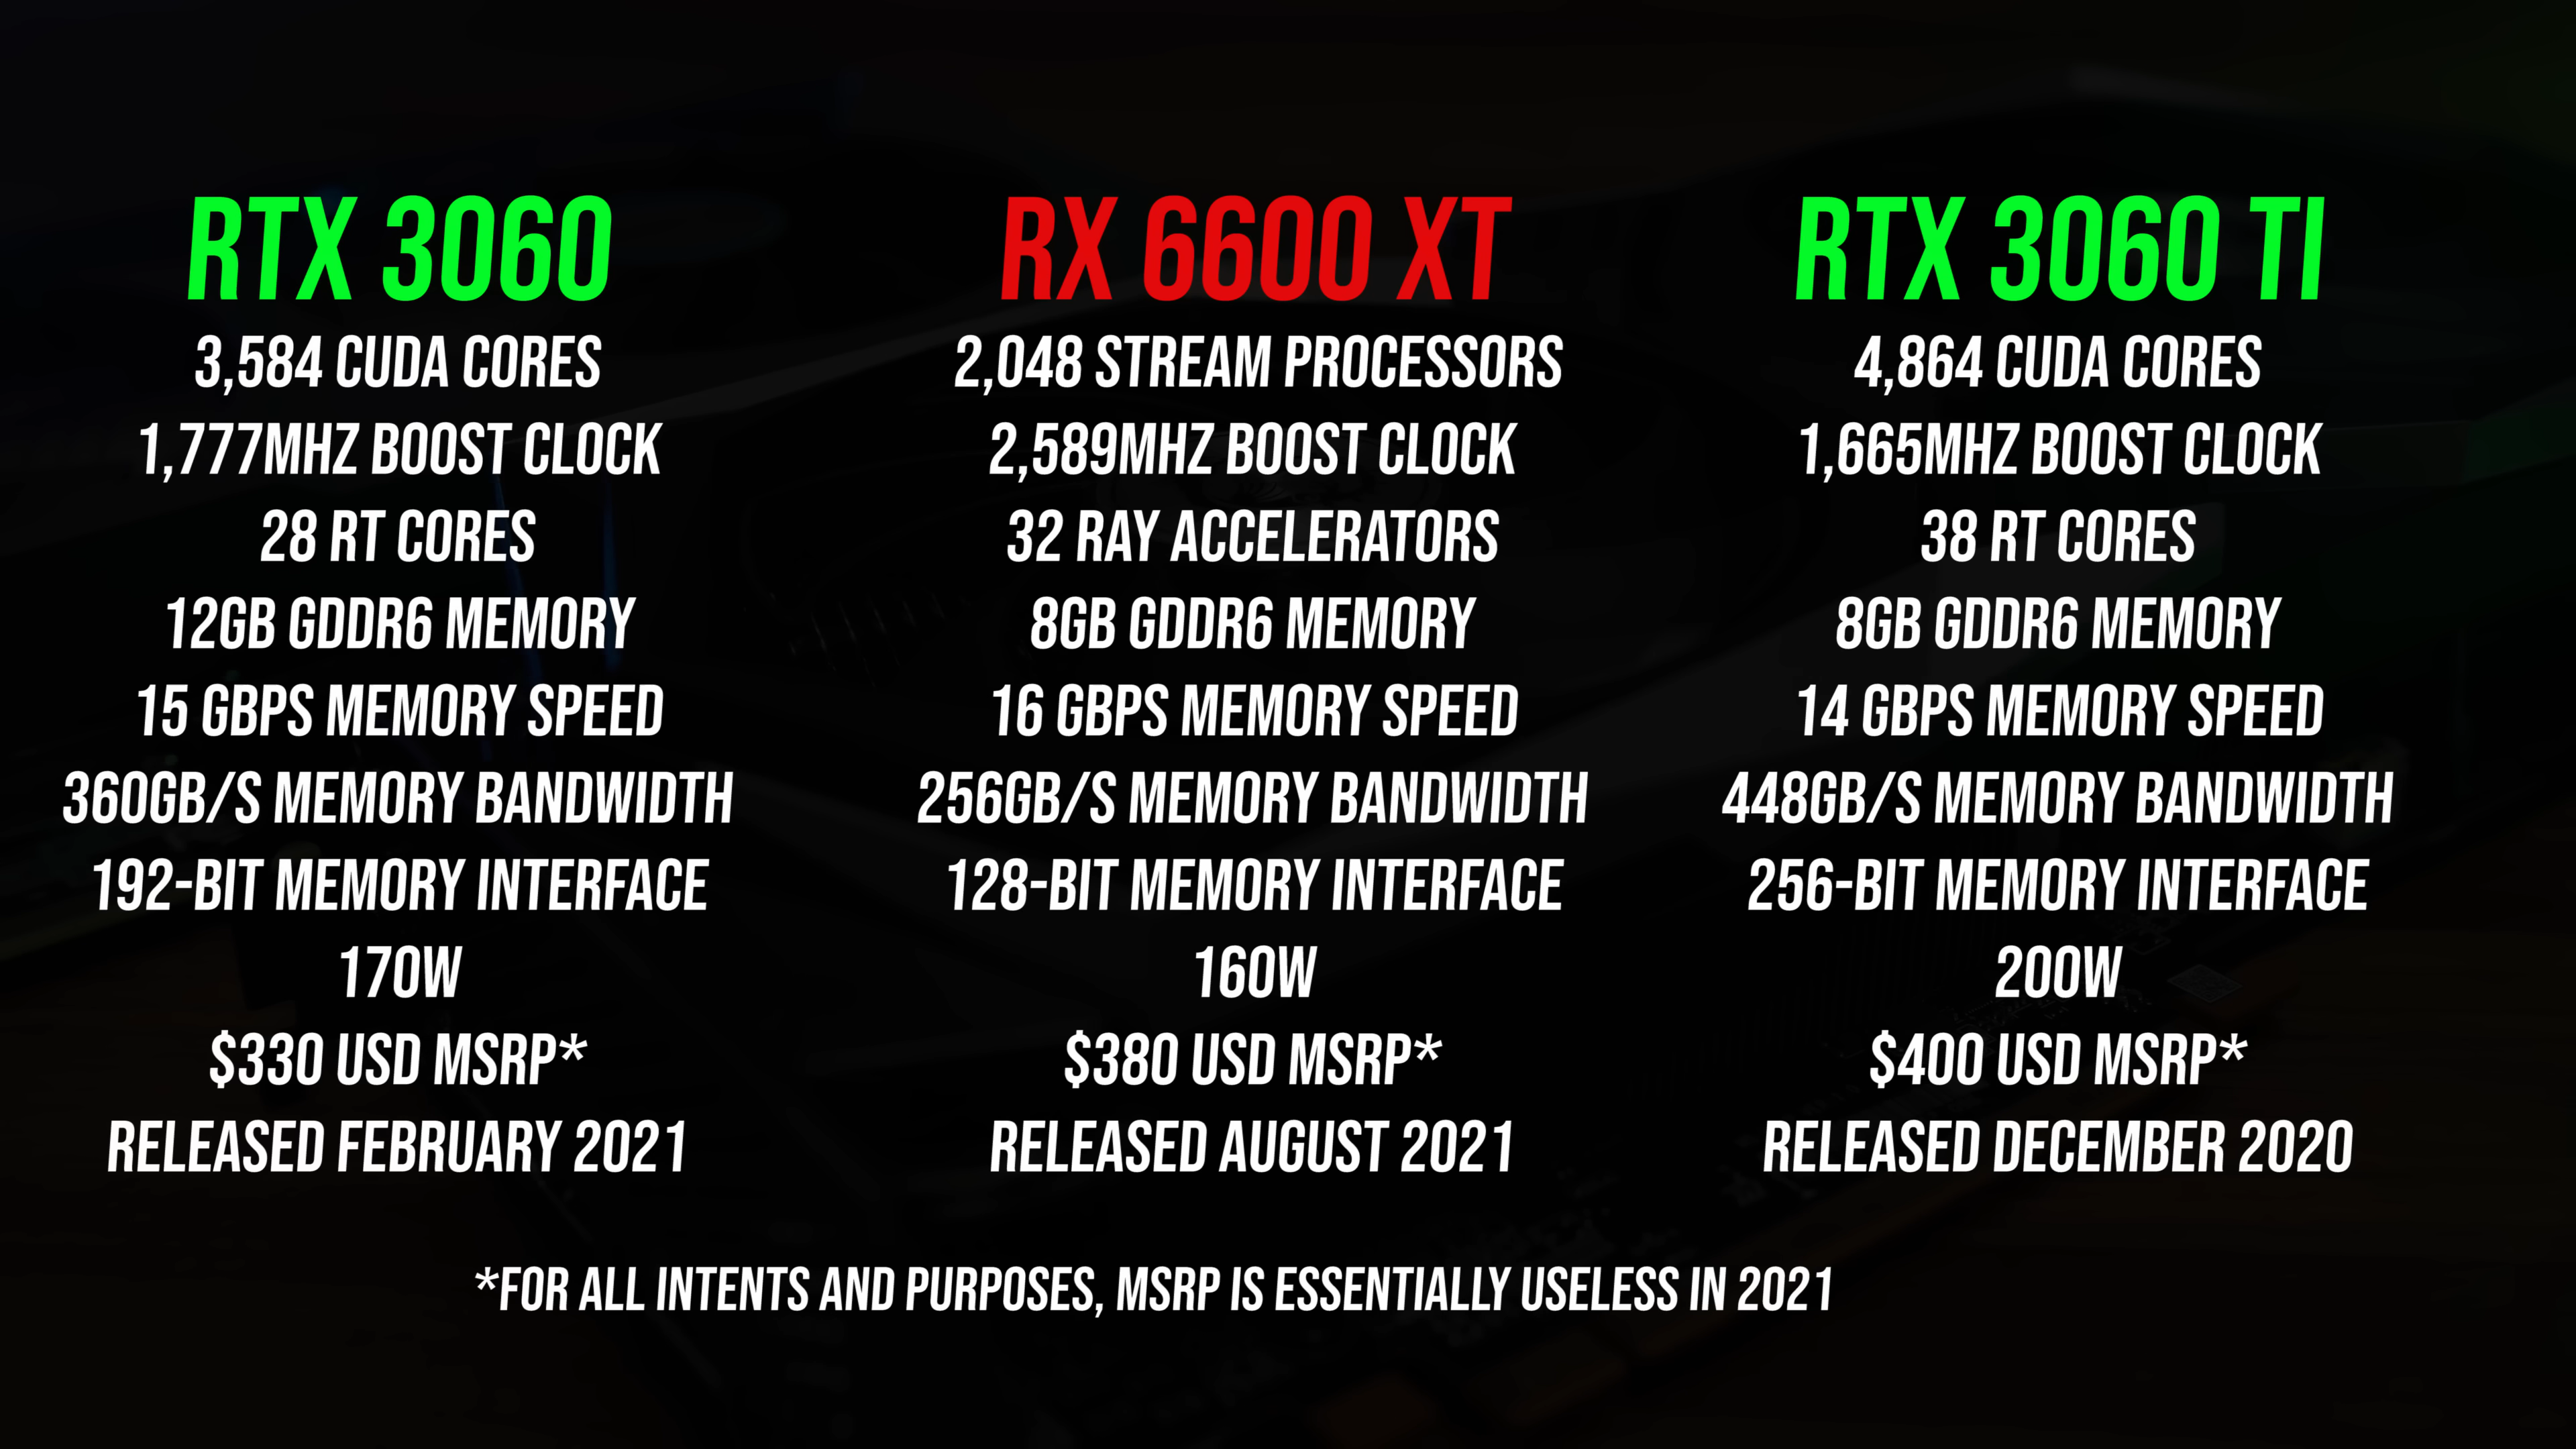 RTX 3060
3,584 CUDA CORES
1,777MHZ BOOST CLOCK
28 RT CORES
12GB GDDR6 MEMORY
15 GBPS MEMORY SPEED
360GB/S MEMORY BANDWIDTH
192-BIT MEMORY INTERFACE
170W
$330 USD MSRP*
RELEASED FEBRUARY 2021
RX 6600 XT
2,048 STREAM PROCESSORS
2,589MHZ BOOST CLOCK
32 RAY ACCELERATORS
8GB GDDR6 MEMORY
16 GBPS MEMORY SPEED
256GB/S MEMORY BANDWIDTH
128-BIT MEMORY INTERFACE
160W
$380 USD MSRP*
RELEASED AUGUST 2021
RTX 3060 TI
4,864 CUDA CORES
1,665MHZ BOOST CLOCK
38 RT CORES
8GB GDDR6 MEMORY
14 GBPS MEMORY SPEED
448GB/S MEMORY BANDWIDTH
256-BIT MEMORY INTERFACE
200W
$400 USD MSRP*
RELEASED DECEMBER 2020
*FOR ALL INTENTS AND PURPOSES, MSRP IS ESSENTIALLY USELESS IN 2021